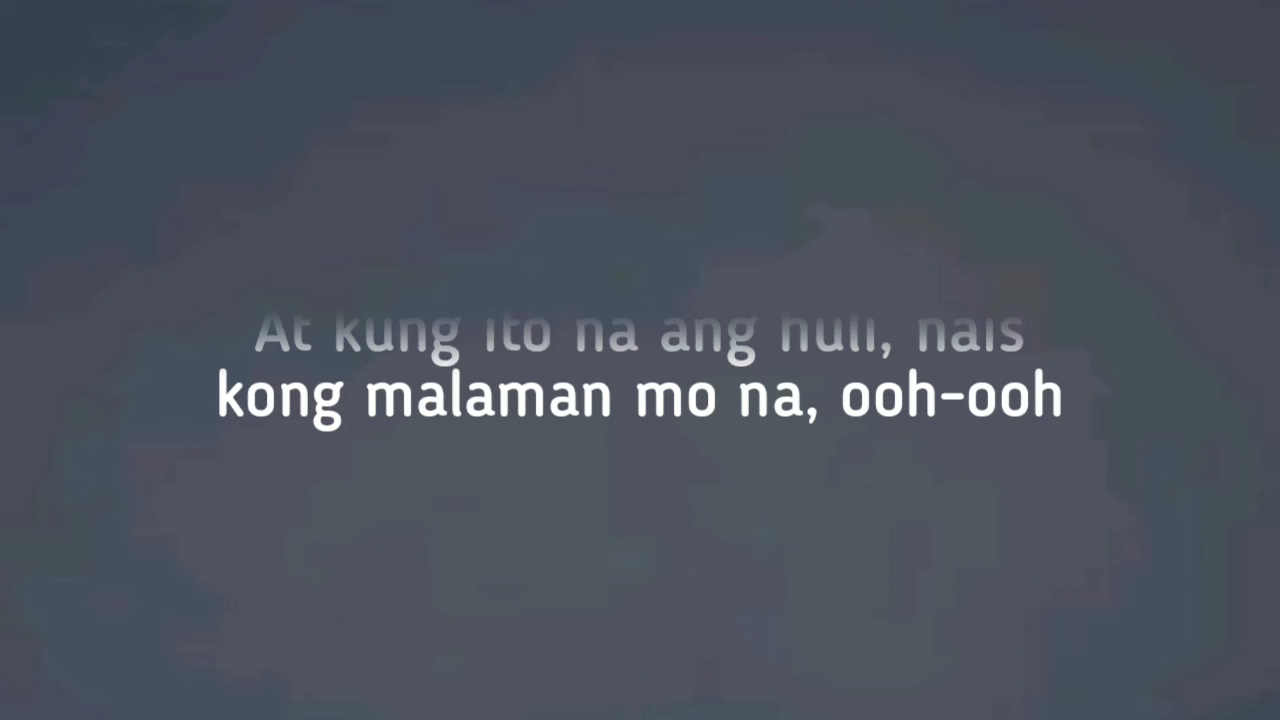 At kung ito na ang huli, nais
kong malaman mo na, ooh-ooh